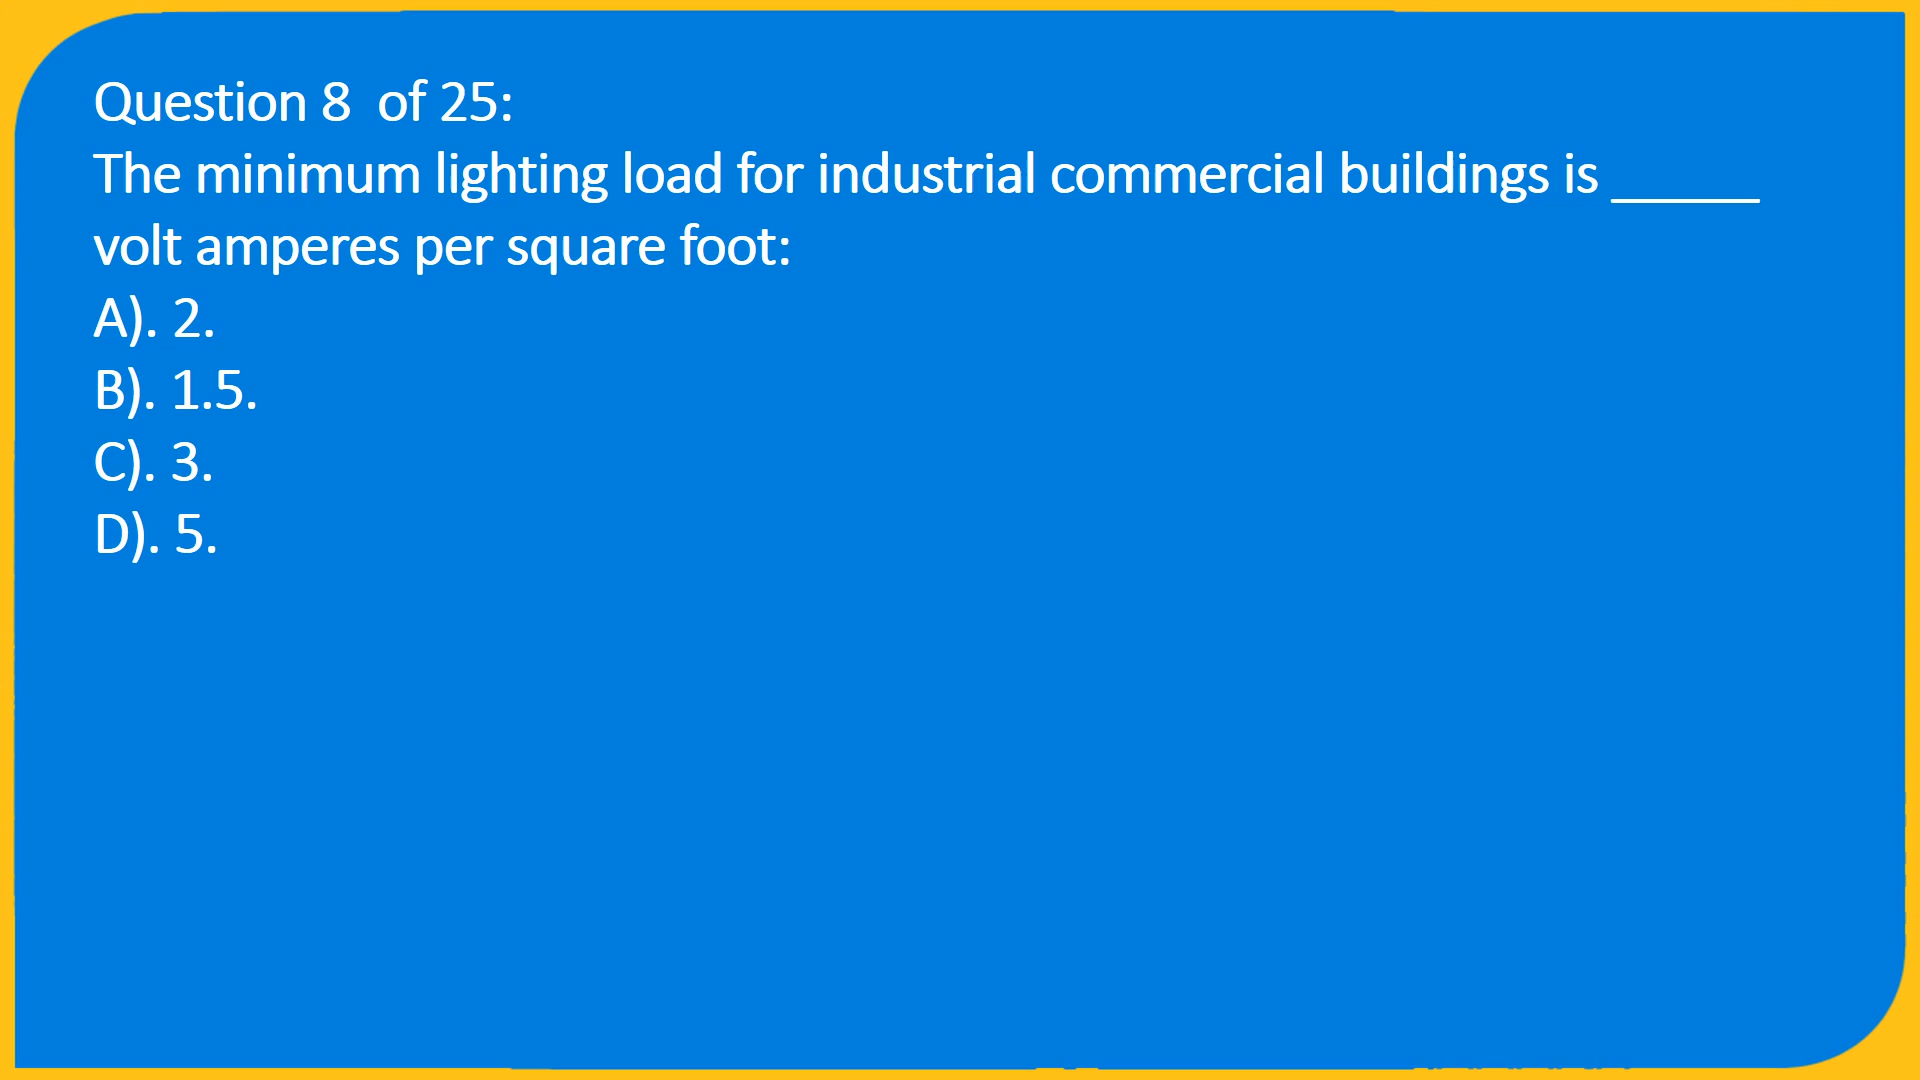 Question 8  of 25:
The minimum lighting load for industrial commercial buildings is ______
volt amperes per square foot:
A). 2.
B). 1.5.
C). 3.
D). 5.